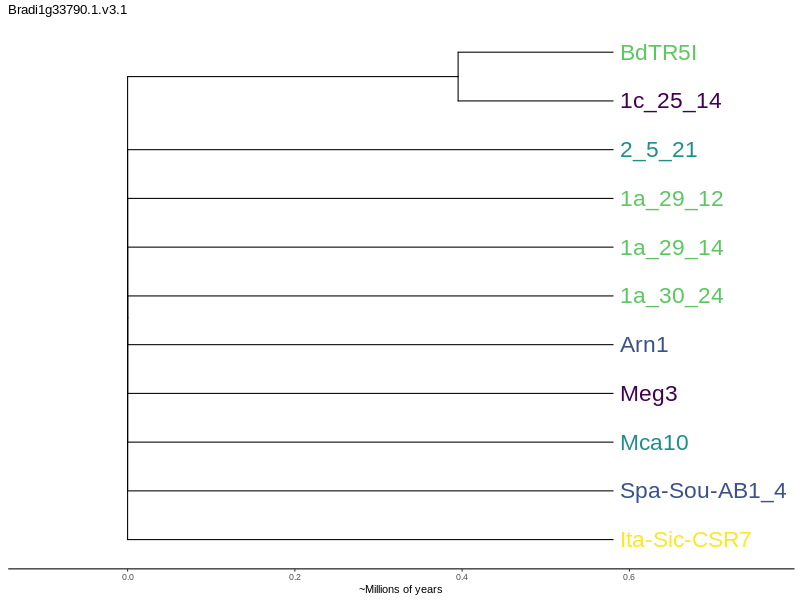 Bradi1g33790.1.v3.1
BdTR5I
1c_25_14
2_5_21
1a_29_12
1a_29_14
1a_30_24
Arn1
Meg3
Mca10
Spa-Sou-AB1_4
Ita-Sic-CSR7
0.0 0.2 0.4 0.6
~Millions of years